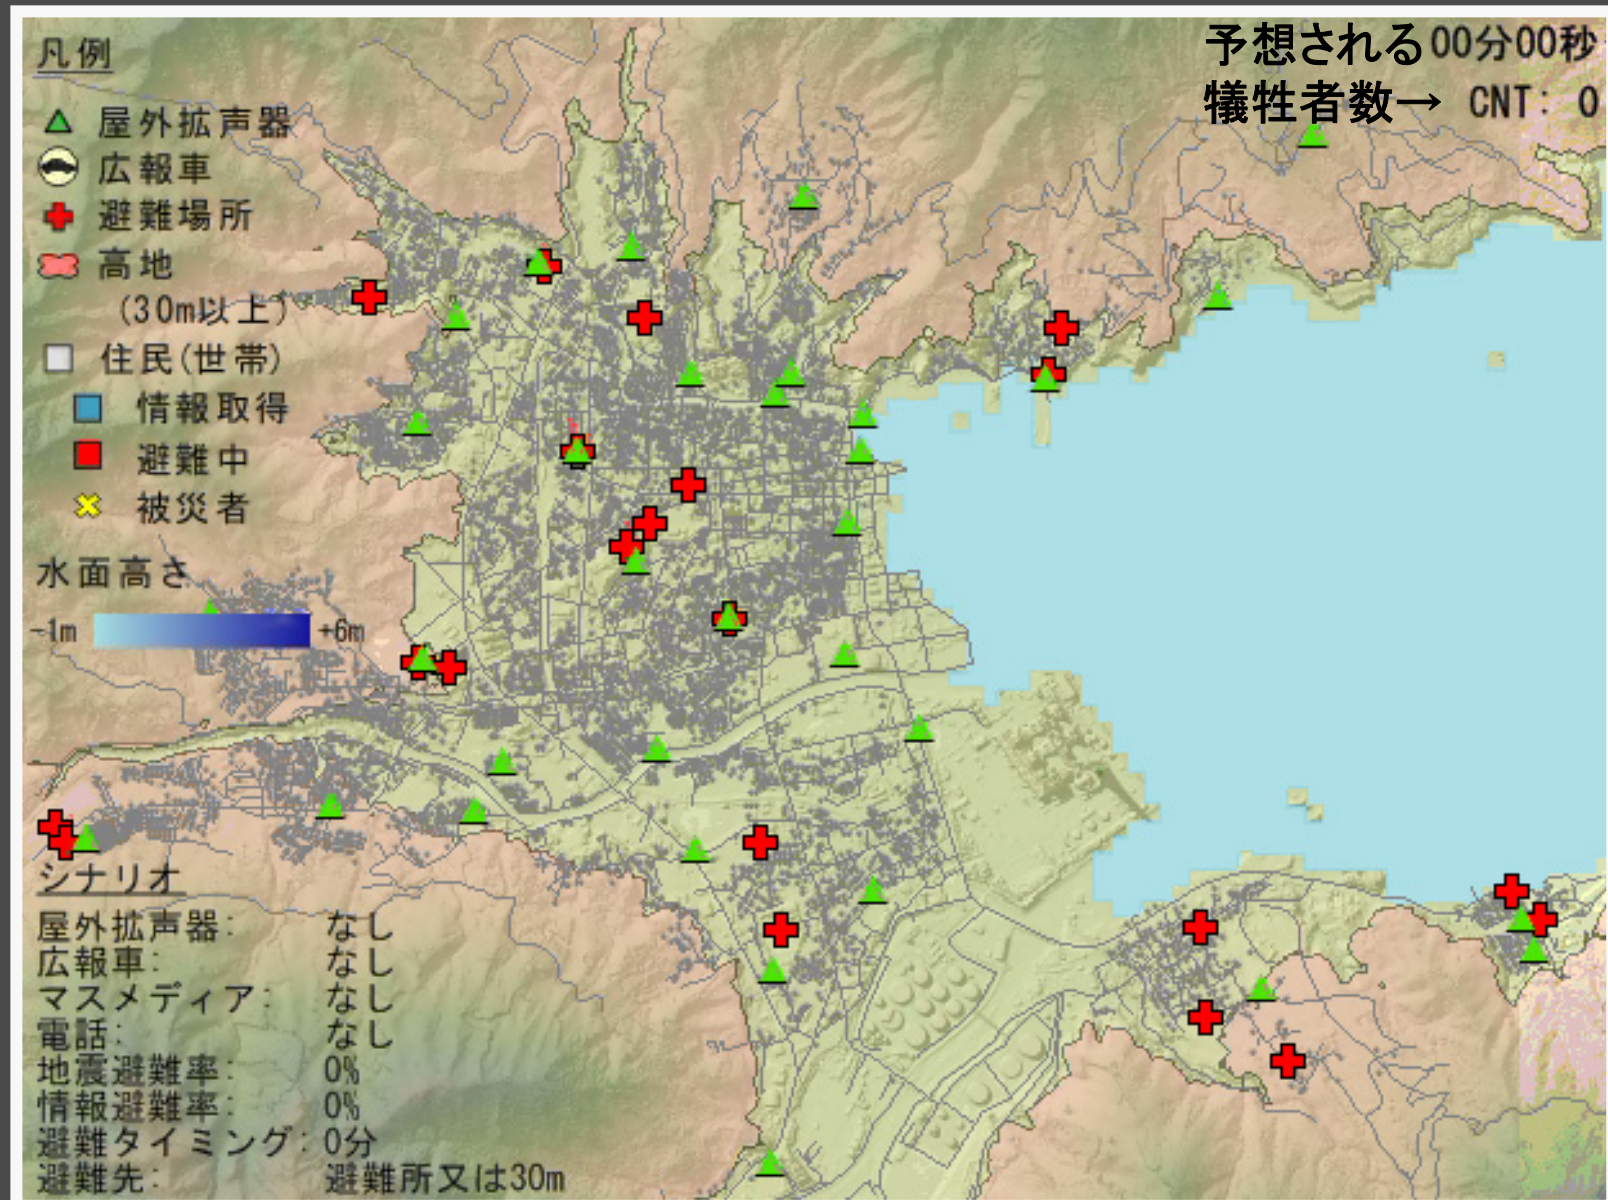 凡例
屋外拡声器
広報車
避難場所
高地
(30m以上)
住民(世帯)
情報取得
避難中
被災者
水面高さ
-1m
+6m
予想される00分00秒
犠牲者数→ CNT: 0
シナリオ
屋外拡声器: なし
広報車: なし
マスメディア: なし
電話: なし
地震避難率: 0%
情報避難率: 0%
避難タイミング: 0分
避難先: 避難所又は30m